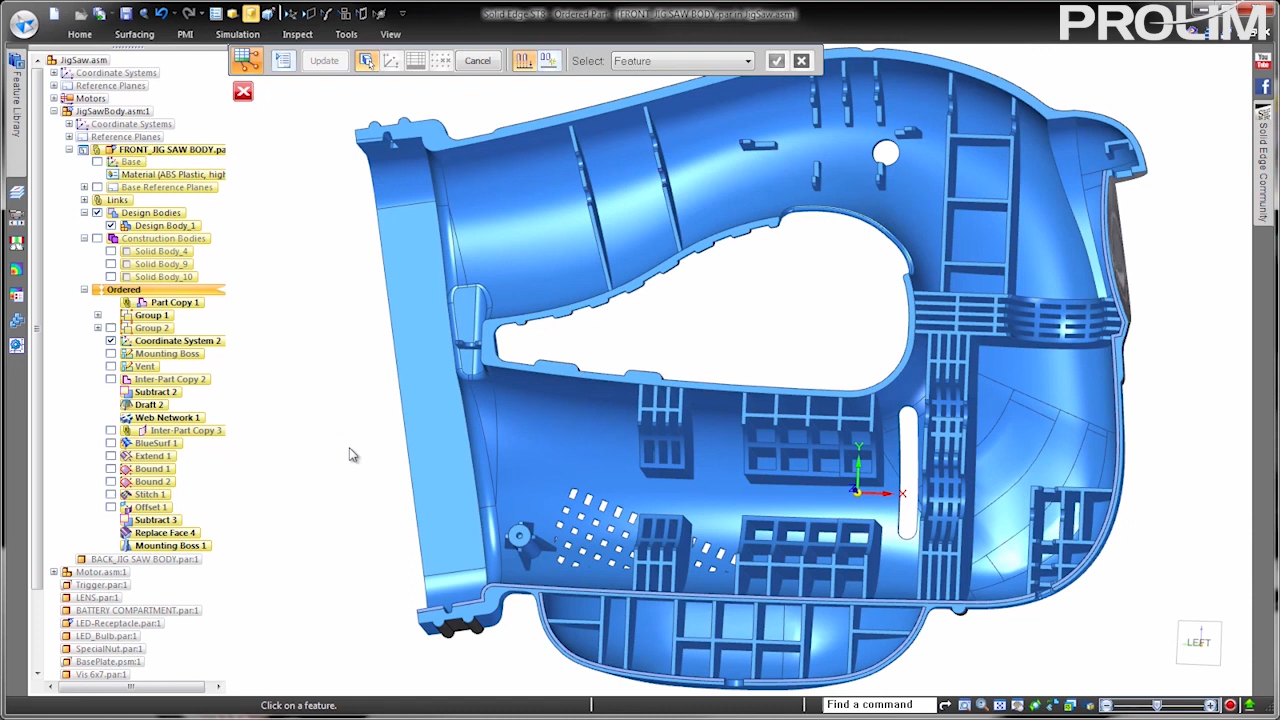 Solid Edge ST6 - Ordered Part - [FRONT_JIG SAW BODY.par in JigSaw.asm]
PROLIM
Home Surfacing PMI Simulation Inspect Tools View
Update Cancel Select: Feature
Feature Library
JigSaw.asm
Coordinate Systems
Reference Planes
Motors
JigSawBody.asm:1
Coordinate Systems
Reference Planes
FRONT_JIG SAW BODY.pa
Base
Material (ABS Plastic, high
Base Reference Planes
Links
Design Bodies
Design Body_1
Construction Bodies
Solid Body_4
Solid Body_9
Solid Body_10
Ordered
Part Copy 1
Group 1
Group 2
Coordinate System 2
Mounting Boss
Vent
Inter-Part Copy 2
Subtract 2
Draft 2
Web Network 1
Inter-Part Copy 3
BlueSurf 1
Extend 1
Bound 1
Bound 2
Stitch 1
Offset 1
Subtract 3
Replace Face 4
Mounting Boss 1
BACK_JIG SAW BODY.par:1
Motor.asm:1
Trigger.par:1
LENS.par:1
BATTERY COMPARTMENT.par:1
LED-Receptacle.par:1
LED_Bulb.par:1
SpecialNut.par:1
BasePlate.psm:1
Vis 6x7.par:1
Y
X
LEFT
You Tube
f
Solid Edge Community
Click on a feature.
Find a command